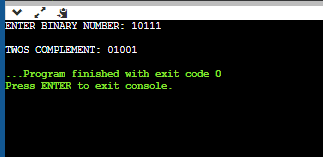 ENTER BINARY NUMBER: 10111
TWOS COMPLEMENT: 01001
...Program finished with exit code 0
Press ENTER to exit console.